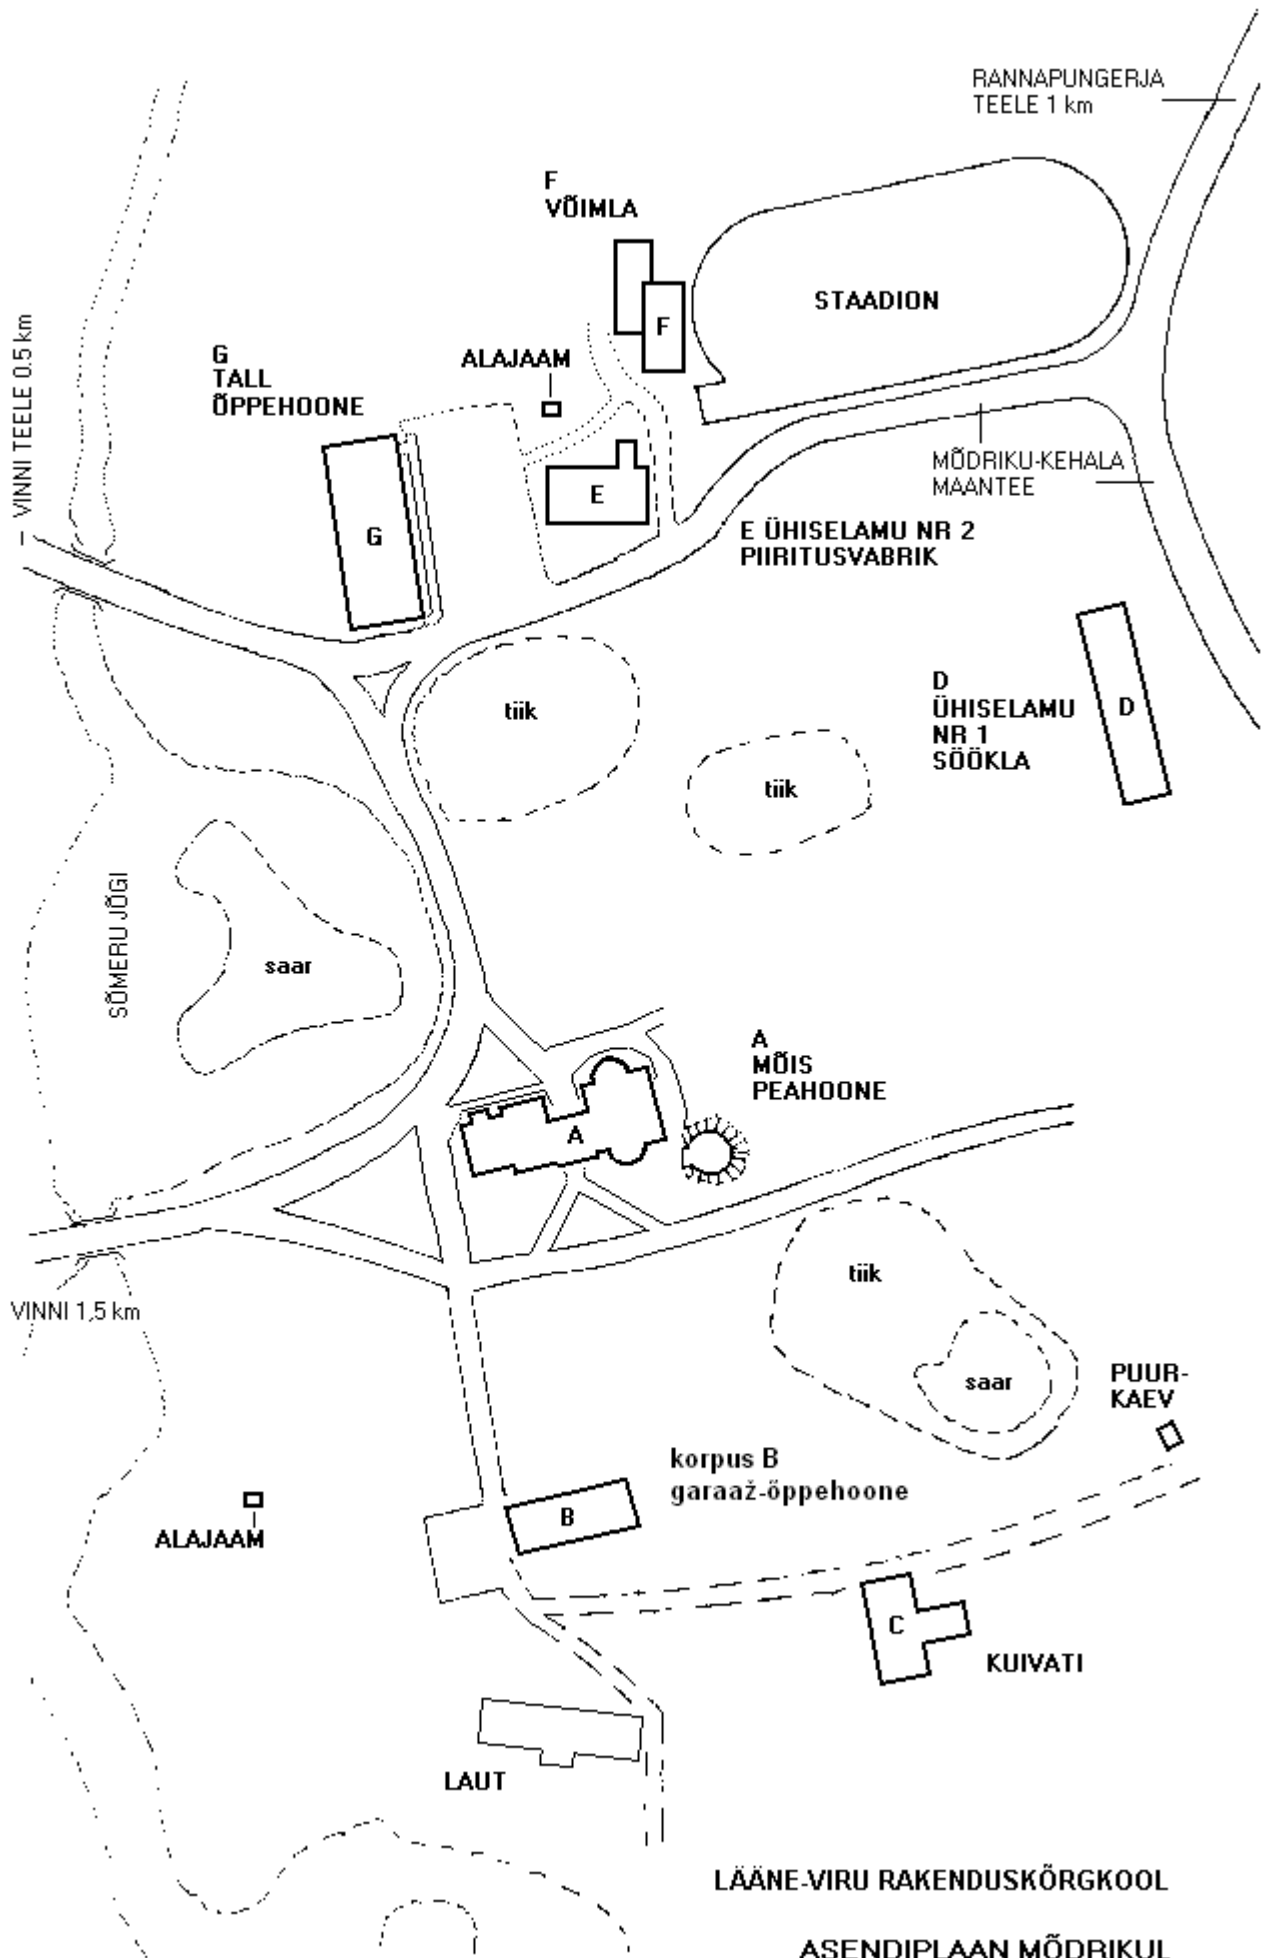 RANNAPUNGERJA
TEELE 1 km
F
VÕIMLA
STAADION
F
– VINNI TEELE 0.5 km
G
TALL
ÕPPEHOONE
ALAJAAM
MÕDRIKU-KEHALA
MAANTEE
E
G
E ÜHISELAMU NR 2
PIIRITUSVABRIK
D
ÜHISELAMU
NR 1
SÖÖKLA
D
tiik
tiik
SÕMERU JÕGI
saar
A
MÕIS
PEAHOONE
A
tiik
VINNI 1,5 km
saar
PUUR-
KAEV
korpus B
garaaž-õppehoone
B
ALAJAAM
C
KUIVATI
LAUT
LÄÄNE-VIRU RAKENDUSKÕRGKOOL
ASENDIPLAAN MÕDRIKUL